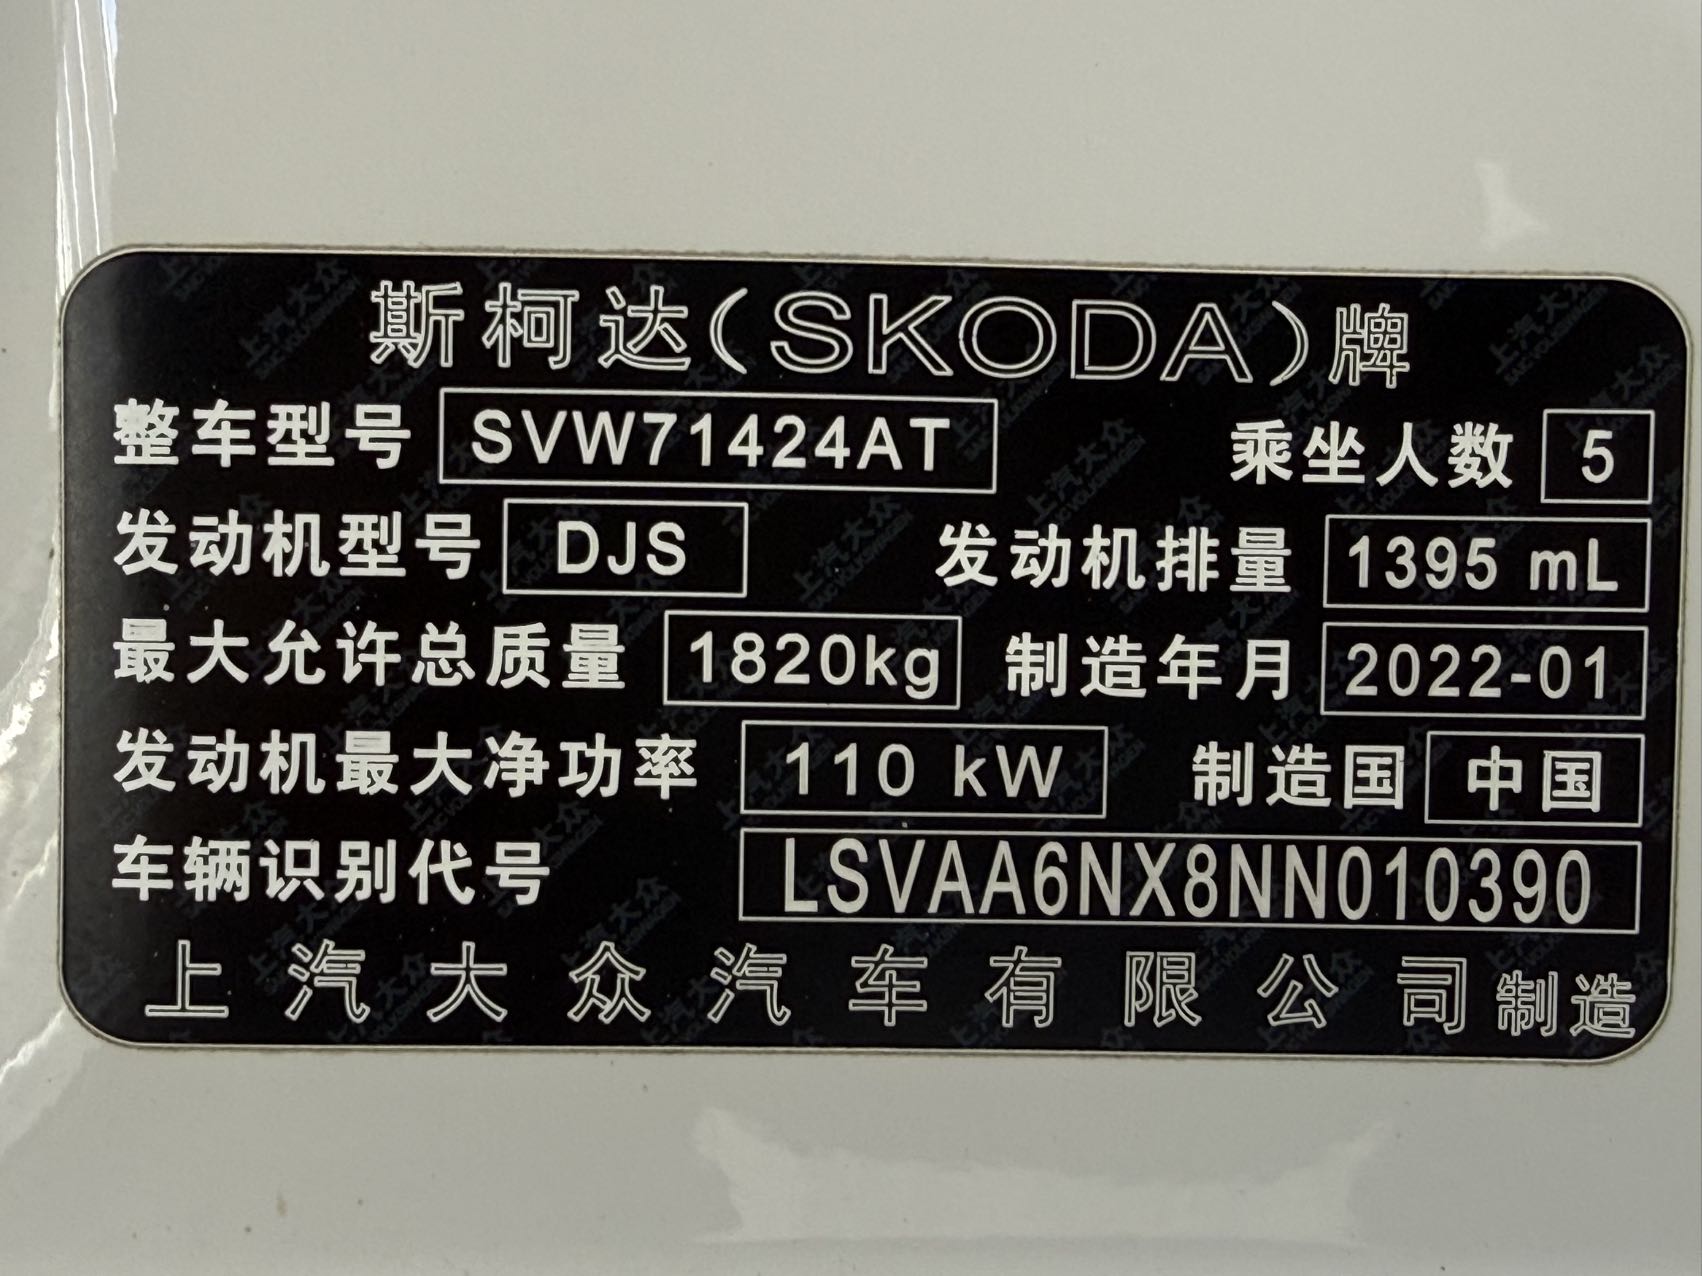 斯柯达(SKODA)牌
整车型号 SVW71424AT 乘坐人数 5
发动机型号 DJS 发动机排量 1395 mL
最大允许总质量 1820kg 制造年月 2022-01
发动机最大净功率 110 kW 制造国 中国
车辆识别代号 LSVAA6NX8NN010390
上汽大众汽车有限公司制造